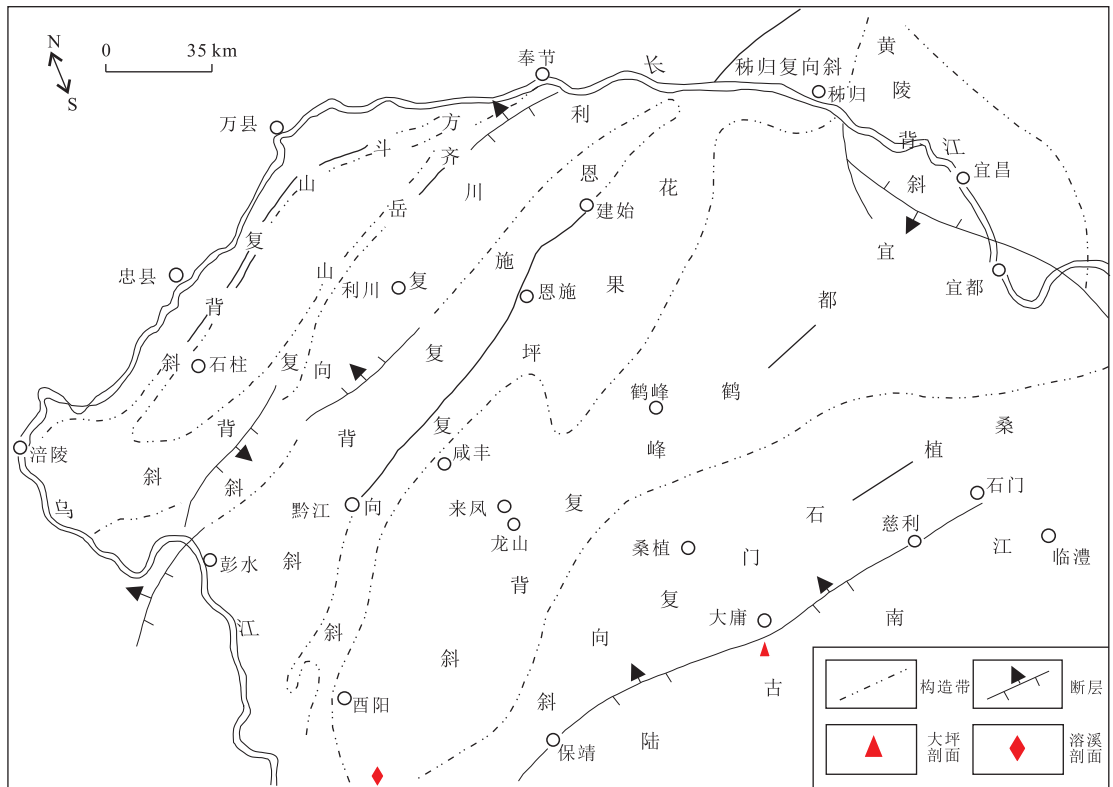 N
S
0 35 km
奉节
长江
秭归复向斜
秭归
黄陵背斜
宜昌
宜都
万县
忠县
石柱
涪陵
乌江
彭水
方斗山复背斜
齐岳山复背斜
利川复向斜
利川
建始
恩施
恩施复背斜
花果坪复向斜
黔江
咸丰
来凤
龙山
酉阳
鹤峰
宜都鹤峰复背斜
桑植石门复向斜
桑植
石门
慈利
临澧
大庸
保靖
江南古陆
构造带
断层
大坪
剖面
溶溪
剖面